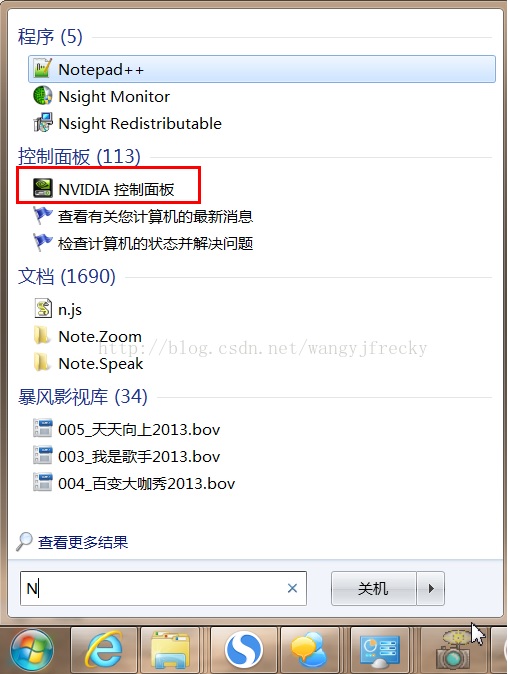 程序 (5)
Notepad++
Nsight Monitor
Nsight Redistributable
控制面板 (113)
NVIDIA 控制面板
查看有关您计算机的最新消息
检查计算机的状态并解决问题
文档 (1690)
n.js
Note.Zoom
http://blog.csdn.net/wangyjfrecky
Note.Speak
暴风影视库 (34)
005_天天向上2013.bov
003_我是歌手2013.bov
004_百变大咖秀2013.bov
查看更多结果
N
关机